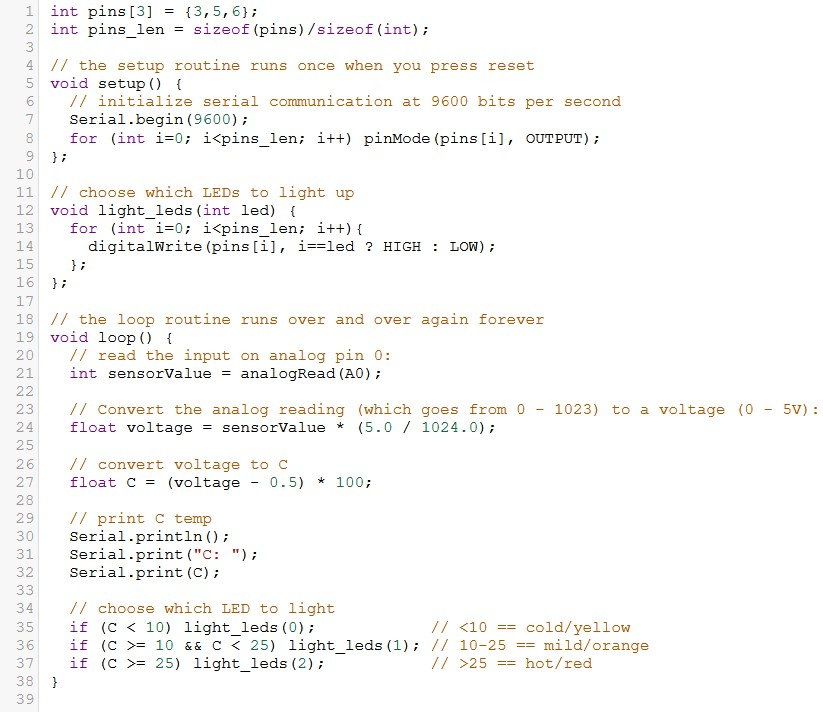 1 int pins[3] = {3,5,6};
2 int pins_len = sizeof(pins)/sizeof(int);
3
4 // the setup routine runs once when you press reset
5 void setup() {
6   // initialize serial communication at 9600 bits per second
7   Serial.begin(9600);
8   for (int i=0; i<pins_len; i++) pinMode(pins[i], OUTPUT);
9 };
10
11 // choose which LEDs to light up
12 void light_leds(int led) {
13   for (int i=0; i<pins_len; i++){
14     digitalWrite(pins[i], i==led ? HIGH : LOW);
15   };
16 };
17
18 // the loop routine runs over and over again forever
19 void loop() {
20   // read the input on analog pin 0:
21   int sensorValue = analogRead(A0);
22
23   // Convert the analog reading (which goes from 0 - 1023) to a voltage (0 - 5V):
24   float voltage = sensorValue * (5.0 / 1024.0);
25
26   // convert voltage to C
27   float C = (voltage - 0.5) * 100;
28
29   // print C temp
30   Serial.println();
31   Serial.print("C: ");
32   Serial.print(C);
33
34   // choose which LED to light
35   if (C < 10) light_leds(0);            // <10 == cold/yellow
36   if (C >= 10 && C < 25) light_leds(1); // 10-25 == mild/orange
37   if (C >= 25) light_leds(2);           // >25 == hot/red
38 }
39